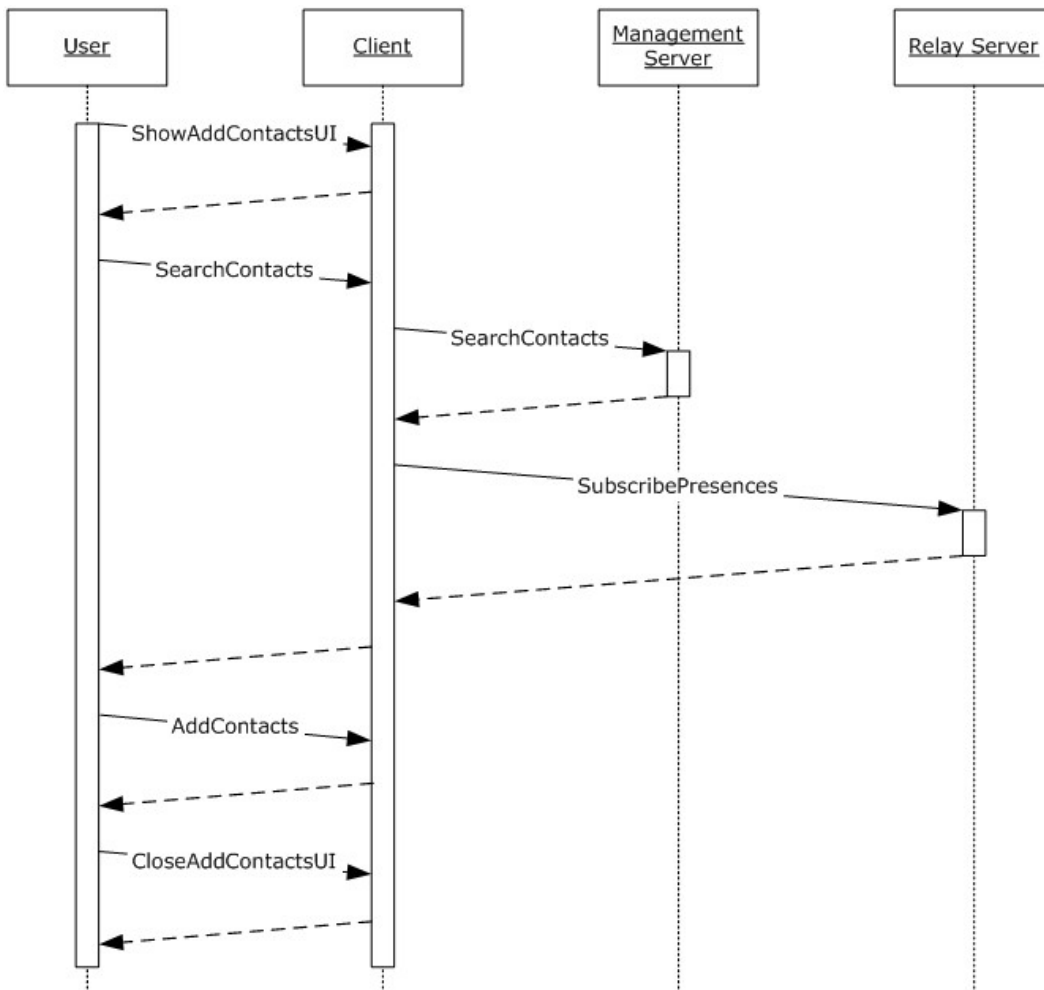 User
Client
Management
Server
Relay Server
ShowAddContactsUI
SearchContacts
SearchContacts
SubscribePresences
AddContacts
CloseAddContactsUI